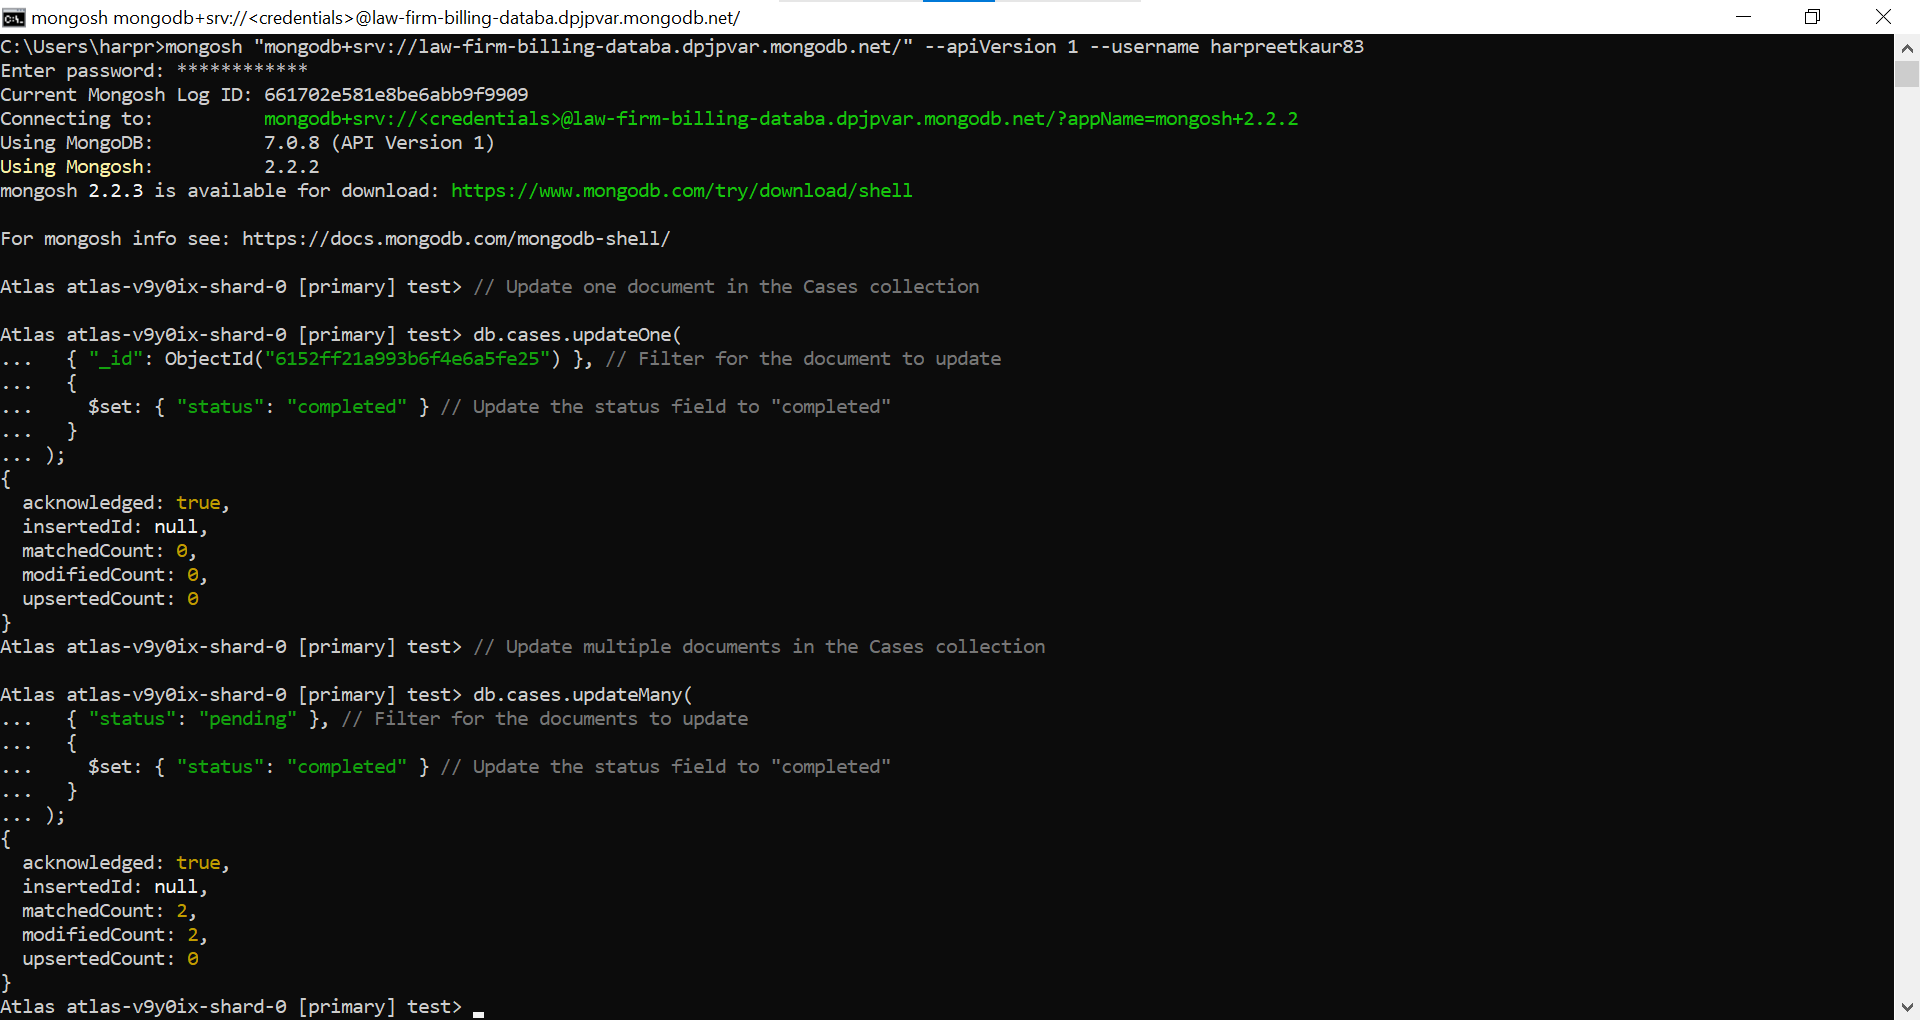 mongosh mongodb+srv://<credentials>@law-firm-billing-databa.dpjpvar.mongodb.net/
C:\Users\harpr>mongosh "mongodb+srv://law-firm-billing-databa.dpjpvar.mongodb.net/" --apiVersion 1 --username harpreetkaur83
Enter password: ************
Current Mongosh Log ID: 661702e581e8be6abb9f9909
Connecting to:          mongodb+srv://<credentials>@law-firm-billing-databa.dpjpvar.mongodb.net/?appName=mongosh+2.2.2
Using MongoDB:          7.0.8 (API Version 1)
Using Mongosh:          2.2.2
mongosh 2.2.3 is available for download: https://www.mongodb.com/try/download/shell

For mongosh info see: https://docs.mongodb.com/mongodb-shell/

Atlas atlas-v9y0ix-shard-0 [primary] test> // Update one document in the Cases collection

Atlas atlas-v9y0ix-shard-0 [primary] test> db.cases.updateOne(
...   { "_id": ObjectId("6152ff21a993b6f4e6a5fe25") }, // Filter for the document to update
...   {
...     $set: { "status": "completed" } // Update the status field to "completed"
...   }
... );
{
  acknowledged: true,
  insertedId: null,
  matchedCount: 0,
  modifiedCount: 0,
  upsertedCount: 0
}
Atlas atlas-v9y0ix-shard-0 [primary] test> // Update multiple documents in the Cases collection

Atlas atlas-v9y0ix-shard-0 [primary] test> db.cases.updateMany(
...   { "status": "pending" }, // Filter for the documents to update
...   {
...     $set: { "status": "completed" } // Update the status field to "completed"
...   }
... );
{
  acknowledged: true,
  insertedId: null,
  matchedCount: 2,
  modifiedCount: 2,
  upsertedCount: 0
}
Atlas atlas-v9y0ix-shard-0 [primary] test>